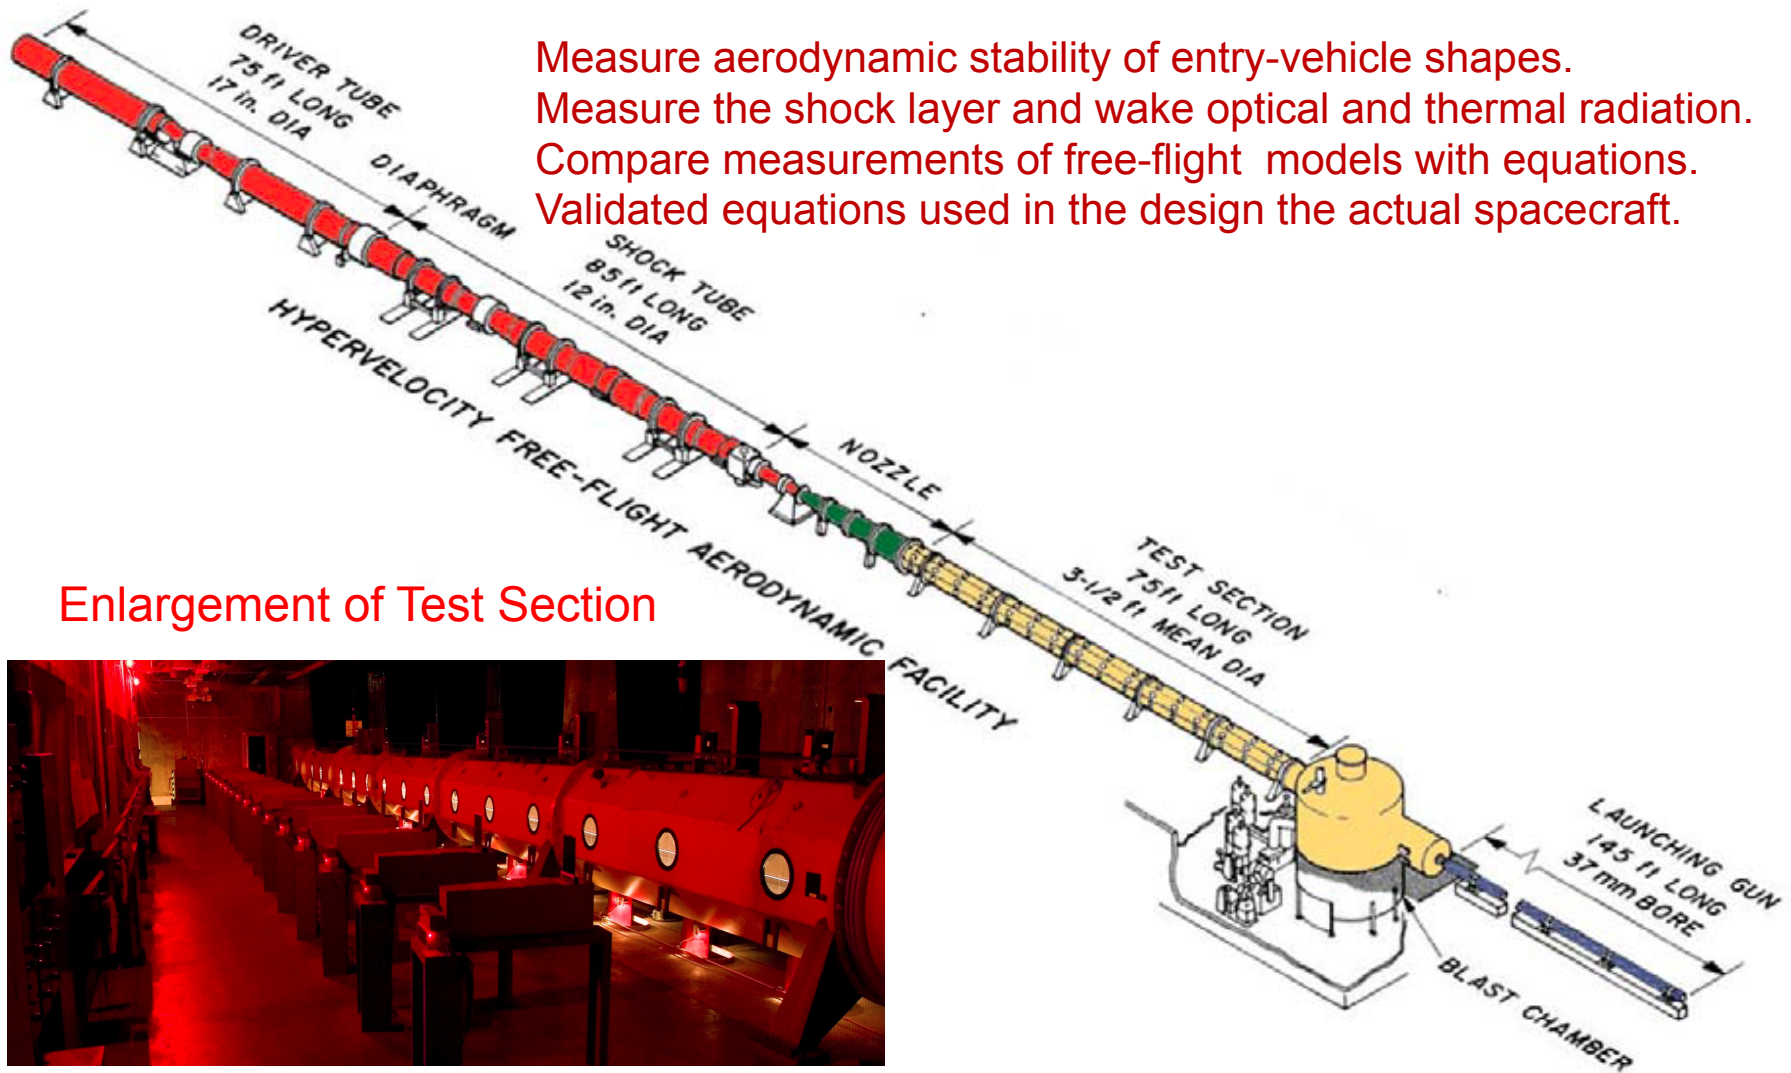 Measure aerodynamic stability of entry-vehicle shapes.
Measure the shock layer and wake optical and thermal radiation.
Compare measurements of free-flight  models with equations.
Validated equations used in the design the actual spacecraft.
DRIVER TUBE
75 ft LONG
17 in. DIA
DIAPHRAGM
SHOCK TUBE
85 ft LONG
12 in. DIA
HYPERVELOCITY FREE-FLIGHT AERODYNAMIC FACILITY
NOZZLE
TEST SECTION
75 ft LONG
3-1/2 ft MEAN DIA
Enlargement of Test Section
LAUNCHING GUN
145 ft LONG
37 mm BORE
BLAST CHAMBER